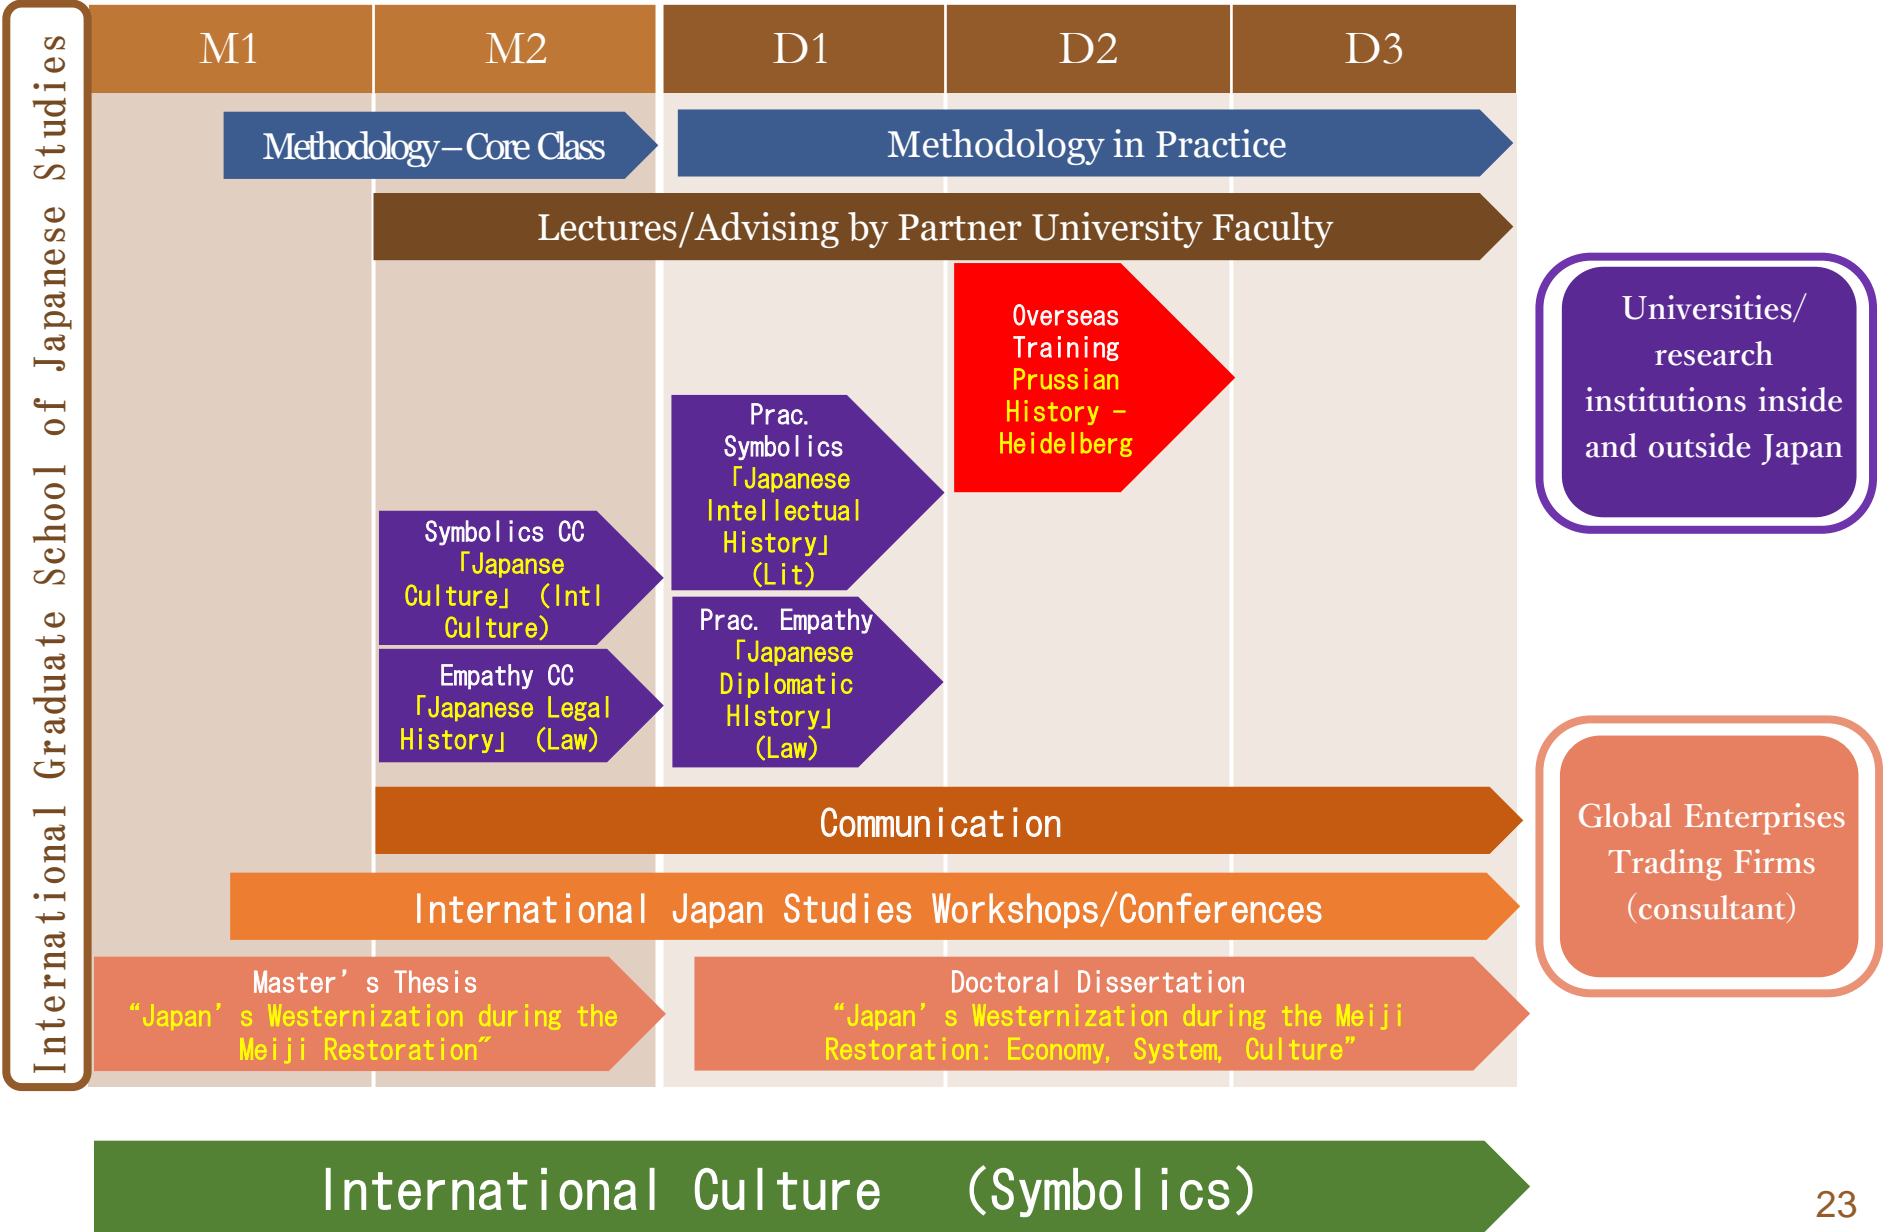 International Graduate School of Japanese Studies
M1
M2
D1
D2
D3
Methodology–Core Class
Methodology in Practice
Lectures/Advising by Partner University Faculty
Overseas
Training
Prussian
History –
Heidelberg
Prac.
Symbolics
「Japanese
Intellectual
History」
(Lit)
Symbolics CC
「Japanse
Culture」 (Intl
Culture)
Prac. Empathy
「Japanese
Diplomatic
HIstory」
(Law)
Empathy CC
「Japanese Legal
History」 (Law)
Communication
International Japan Studies Workshops/Conferences
Master’s Thesis
“Japan’s Westernization during the
Meiji Restoration”
Doctoral Dissertation
“Japan’s Westernization during the Meiji
Restoration: Economy, System, Culture”
Universities/
research
institutions inside
and outside Japan
Global Enterprises
Trading Firms
(consultant)
International Culture (Symbolics)
23